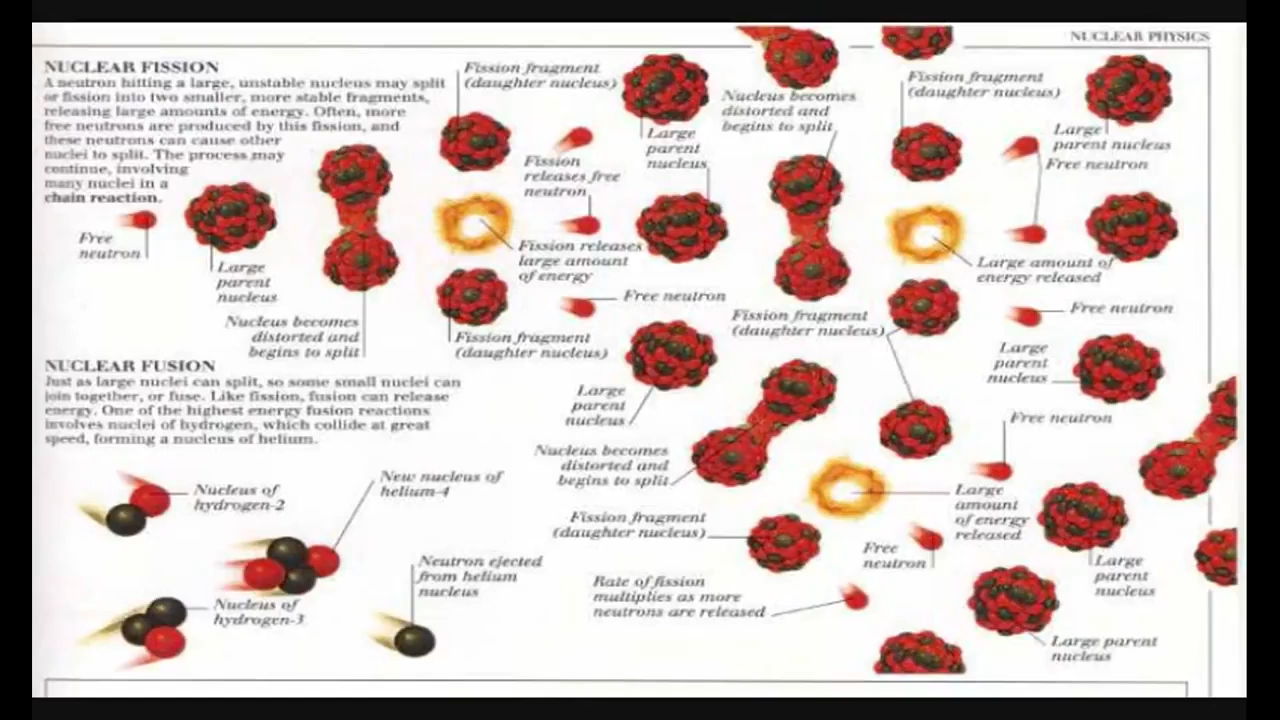 NUCLEAR PHYSICS
NUCLEAR FISSION
A neutron hitting a large, unstable nucleus may split
or fission into two smaller, more stable fragments,
releasing large amounts of energy. Often, more
free neutrons are produced by this fission, and
these neutrons can cause other
nuclei to split. The process may
continue, involving
many nuclei in a
chain reaction.
Free
neutron
Large
parent
nucleus
Nucleus becomes
distorted and
begins to split
Fission fragment
(daughter nucleus)
Fission
releases free
neutron
Fission releases
large amount
of energy
Free neutron
Fission fragment
(daughter nucleus)
Large
parent
nucleus
Nucleus becomes
distorted and
begins to split
Fission fragment
(daughter nucleus)
Large
parent nucleus
Free neutron
Large amount of
energy released
Free neutron
Fission fragment
(daughter nucleus)
Large
parent
nucleus
Large
parent
nucleus
Free neutron
Nucleus becomes
distorted and
begins to split
Large
amount
of energy
released
Fission fragment
(daughter nucleus)
Free
neutron
Large
parent
nucleus
Rate of fission
multiplies as more
neutrons are released
Large parent
nucleus
NUCLEAR FUSION
Just as large nuclei can split, so some small nuclei can
join together, or fuse. Like fission, fusion can release
energy. One of the highest energy fusion reactions
involves nuclei of hydrogen, which collide at great
speed, forming a nucleus of helium.
Nucleus of
hydrogen-2
New nucleus of
helium-4
Neutron ejected
from helium
nucleus
Nucleus of
hydrogen-3